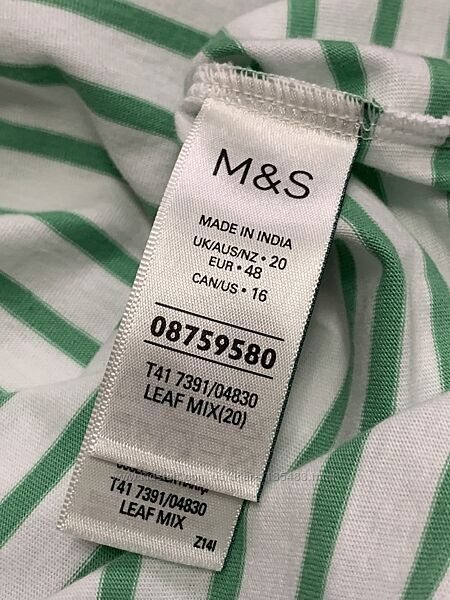 M&S
MADE IN INDIA
UK/AUS/NZ • 20
EUR • 48
CAN/US • 16
08759580
T41 7391/04830
LEAF MIX(20)
T41 7391/04830
LEAF MIX
Z14I